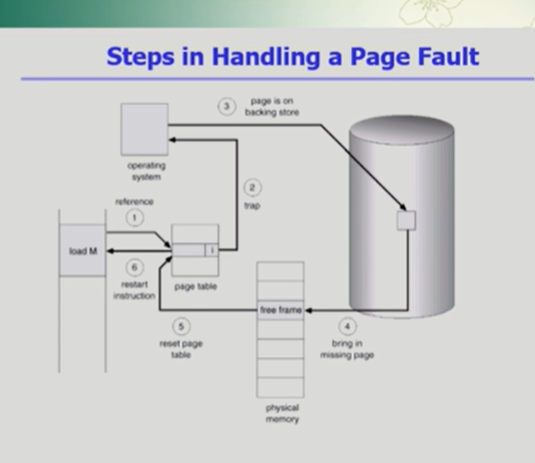 Steps in Handling a Page Fault
3
page is on
backing store
operating
system
2
trap
reference
1
load M
i
6
restart
instruction
page table
free frame
5
reset page
table
4
bring in
missing page
physical
memory